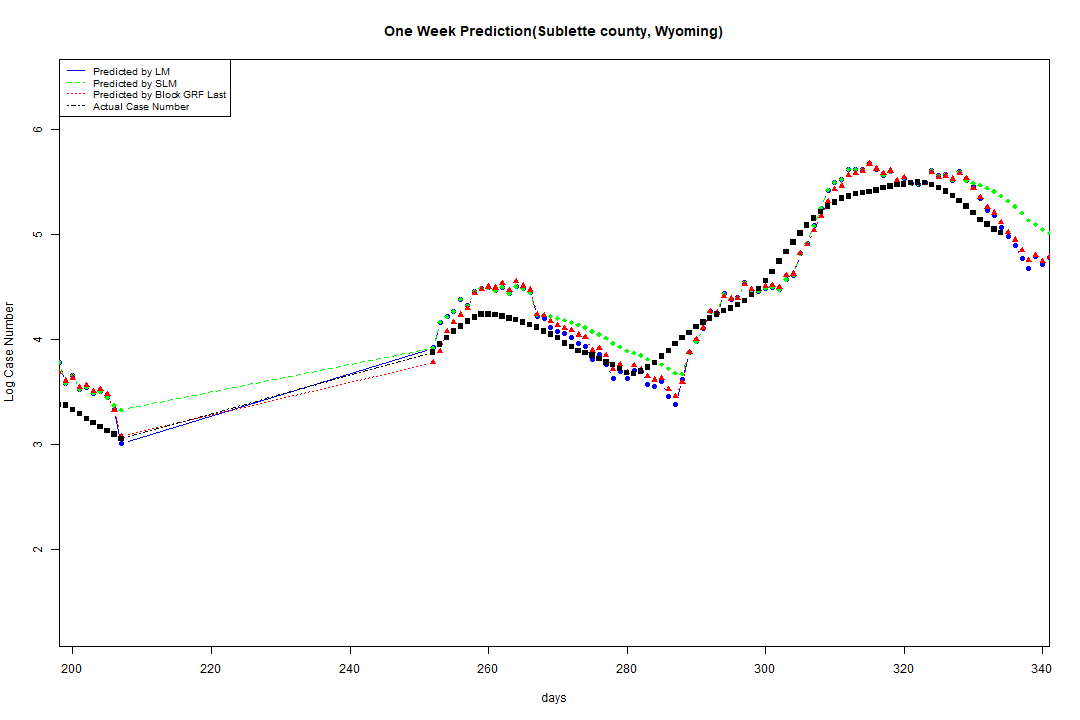 One Week Prediction(Sublette county, Wyoming)
Predicted by LM
Predicted by SLM
Predicted by Block GRF Last
Actual Case Number
6
5
4
3
2
Log Case Number
200 220 240 260 280 300 320 340
days